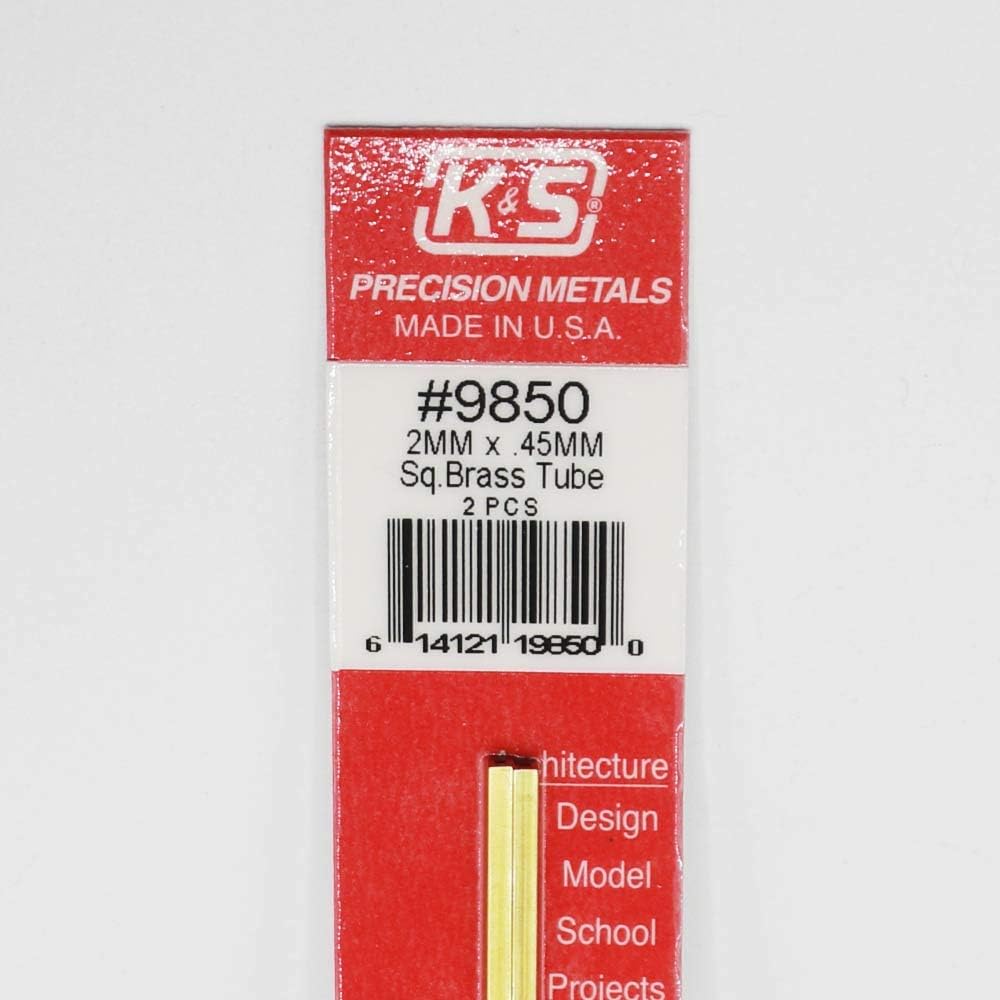 K&S®
PRECISION METALS
MADE IN U.S.A.
#9850
2MM x .45MM
Sq.Brass Tube
2 PCS
6 14121 19850 0
hitecture
Design
Model
School
Projects